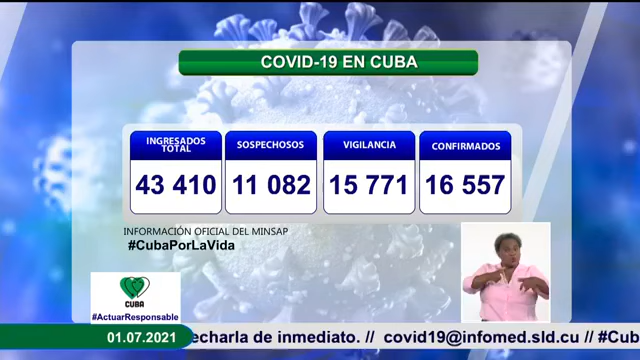 COVID-19 EN CUBA
INGRESADOS
TOTAL
43 410
SOSPECHOSOS
11 082
VIGILANCIA
15 771
CONFIRMADOS
16 557
INFORMACIÓN OFICIAL DEL MINSAP
#CubaPorLaVida
CUBA
#ActuarResponsable
01.07.2021
echarla de inmediato. // covid19@infomed.sld.cu // #Cub